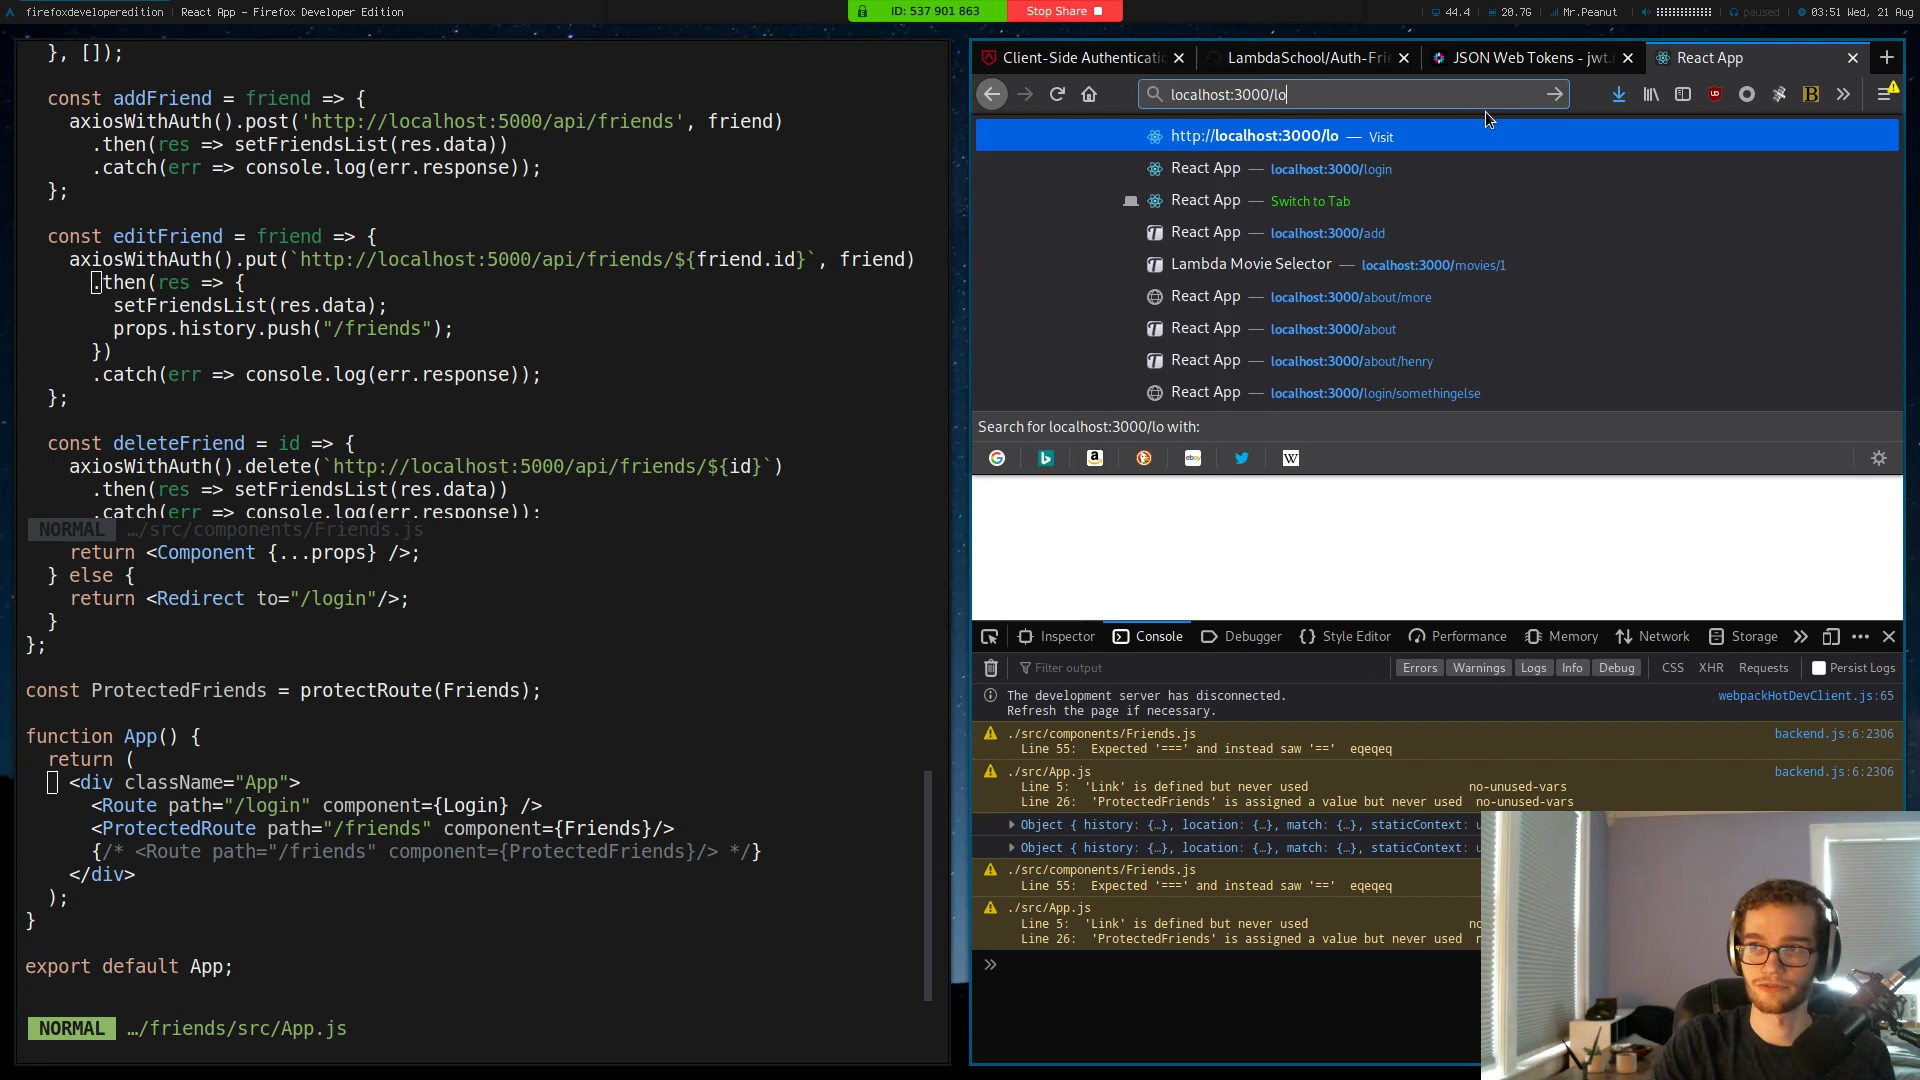 firefoxdeveloperedition | React App - Firefox Developer Edition
ID: 537 901 863
Stop Share
44.4
20.7G
Mr.Peanut
paused
03:51 Wed, 21 Aug
}, []);
const addFriend = friend => {
axiosWithAuth().post('http://localhost:5000/api/friends', friend)
.then(res => setFriendsList(res.data))
.catch(err => console.log(err.response));
};
const editFriend = friend => {
axiosWithAuth().put(`http://localhost:5000/api/friends/${friend.id}`, friend)
.then(res => {
setFriendsList(res.data);
props.history.push("/friends");
})
.catch(err => console.log(err.response));
};
const deleteFriend = id => {
axiosWithAuth().delete(`http://localhost:5000/api/friends/${id}`)
.then(res => setFriendsList(res.data))
.catch(err => console.log(err.response));
NORMAL …/src/components/Friends.js
return <Component {...props} />;
} else {
return <Redirect to="/login"/>;
}
};
const ProtectedFriends = protectRoute(Friends);
function App() {
return (
<div className="App">
<Route path="/login" component={Login} />
<ProtectedRoute path="/friends" component={Friends}/>
{/* <Route path="/friends" component={ProtectedFriends}/> */}
</div>
);
}
export default App;
NORMAL …/friends/src/App.js
Client-Side Authenticati
LambdaSchool/Auth-Frie
JSON Web Tokens - jwt.i
React App
localhost:3000/lo
http://localhost:3000/lo — Visit
React App — localhost:3000/login
React App — Switch to Tab
React App — localhost:3000/add
Lambda Movie Selector — localhost:3000/movies/1
React App — localhost:3000/about/more
React App — localhost:3000/about
React App — localhost:3000/about/henry
React App — localhost:3000/login/somethingelse
Search for localhost:3000/lo with:
Inspector
Console
Debugger
Style Editor
Performance
Memory
Network
Storage
Filter output
Errors
Warnings
Logs
Info
Debug
CSS
XHR
Requests
Persist Logs
The development server has disconnected. webpackHotDevClient.js:65
Refresh the page if necessary.
./src/components/Friends.js backend.js:6:2306
Line 55: Expected '===' and instead saw '==' eqeqeq
./src/App.js backend.js:6:2306
Line 5: 'Link' is defined but never used no-unused-vars
Line 26: 'ProtectedFriends' is assigned a value but never used no-unused-vars
Object { history: {…}, location: {…}, match: {…}, staticContext: u
Object { history: {…}, location: {…}, match: {…}, staticContext: u
./src/components/Friends.js
Line 55: Expected '===' and instead saw '==' eqeqeq
./src/App.js
Line 5: 'Link' is defined but never used no
Line 26: 'ProtectedFriends' is assigned a value but never used n